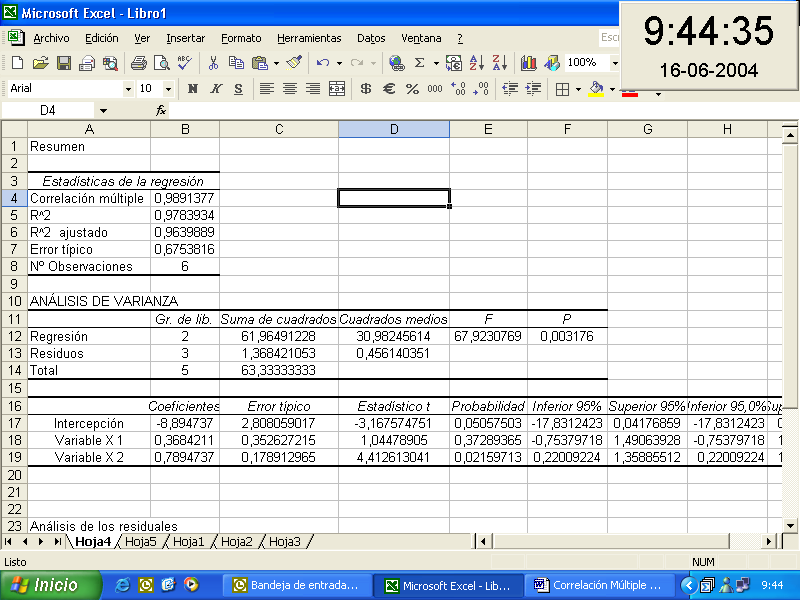 Microsoft Excel - Libro1
9:44:35
16-06-2004
Archivo Edición Ver Insertar Formato Herramientas Datos Ventana ?
100%
Arial 10 N K S $ € % 000
D4 fx
A B C D E F G H
1 Resumen
2
3 Estadísticas de la regresión
4 Correlación múltiple 0,9891377
5 R^2 0,9783934
6 R^2 ajustado 0,9639889
7 Error típico 0,6753816
8 Nº Observaciones 6
9
10 ANÁLISIS DE VARIANZA
11 Gr. de lib. Suma de cuadrados Cuadrados medios F P
12 Regresión 2 61,96491228 30,98245614 67,9230769 0,003176
13 Residuos 3 1,368421053 0,456140351
14 Total 5 63,33333333
15
16 Coeficientes Error típico Estadístico t Probabilidad Inferior 95% Superior 95% Inferior 95,0%
17 Intercepción -8,894737 2,808059017 -3,167574751 0,05057503 -17,8312423 0,04176859 -17,8312423
18 Variable X 1 0,3684211 0,352627215 1,04478905 0,37289365 -0,75379718 1,49063928 -0,75379718
19 Variable X 2 0,7894737 0,178912965 4,412613041 0,02159713 0,22009224 1,35885512 0,22009224
20
21
22
23 Análisis de los residuales
Hoja4 Hoja5 Hoja1 Hoja2 Hoja3
Listo NUM
Inicio Bandeja de entrada... Microsoft Excel - Lib... Correlación Múltiple ... 9:44